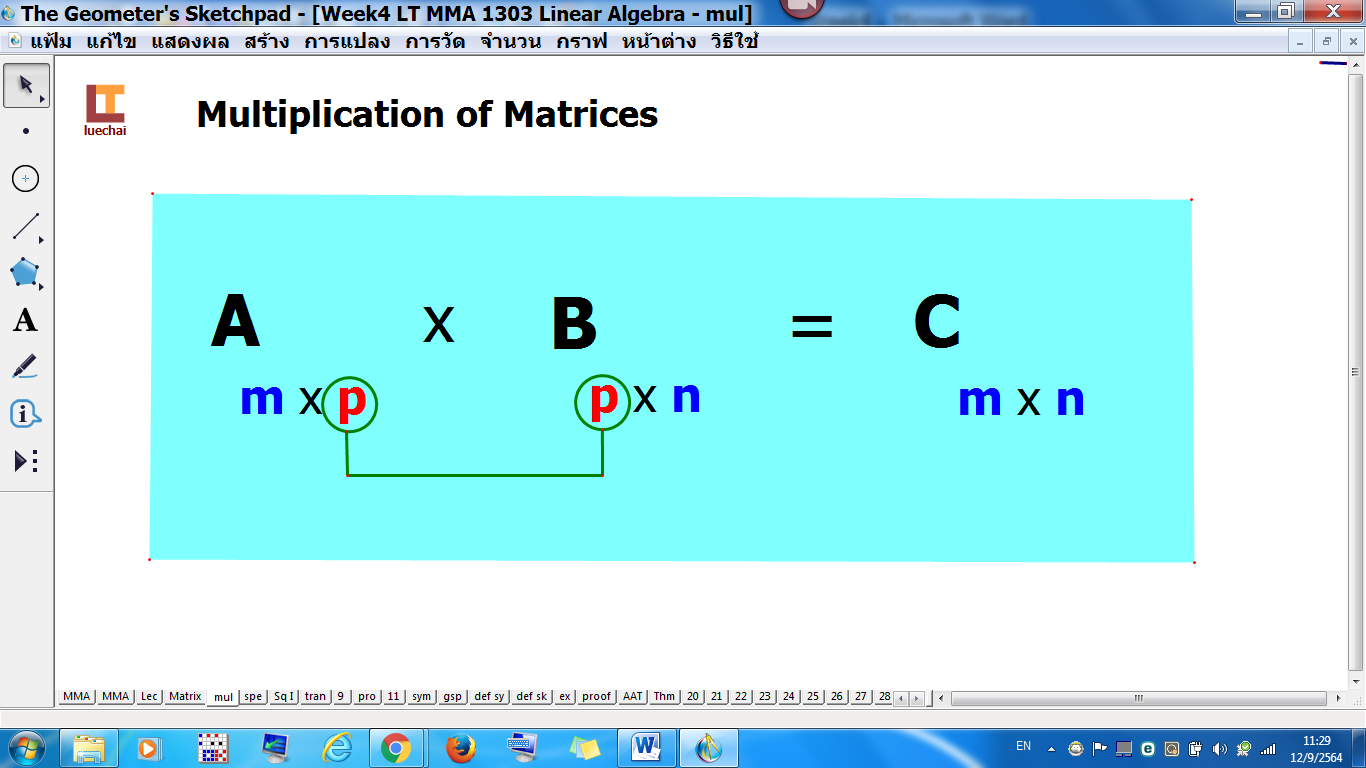 The Geometer's Sketchpad - [Week4 LT MMA 1303 Linear Algebra - mul]
แฟ้ม แก้ไข แสดงผล สร้าง การแปลง การวัด จำนวน กราฟ หน้าต่าง วิธีใช้
LT
luechai
Multiplication of Matrices
A x B = C
m x p p x n m x n
A
MMA MMA Lec Matrix mul spe Sq I tran 9 pro 11 sym gsp def sy def sk ex proof AAT Thm 20 21 22 23 24 25 26 27 28
EN 11:29
12/9/2564